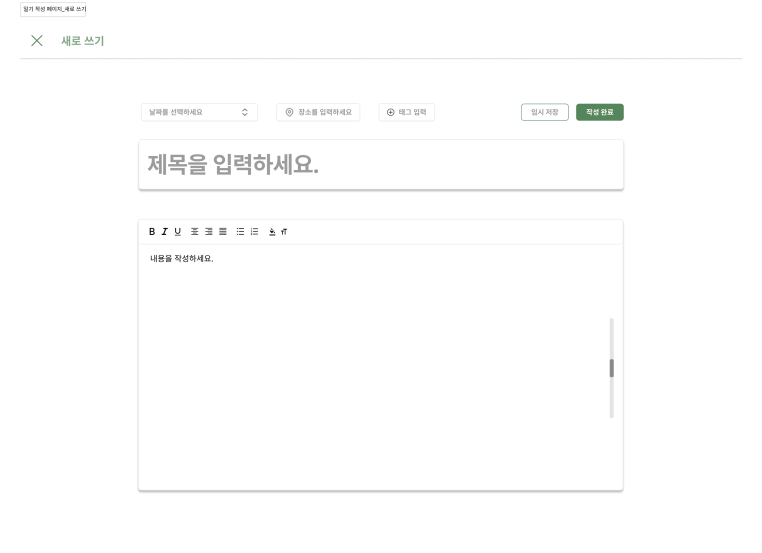 일기 작성 페이지_새로 쓰기
새로 쓰기
날짜를 선택하세요 장소를 입력하세요 태그 입력 임시 저장 작성 완료
제목을 입력하세요.
B I U
내용을 작성하세요.